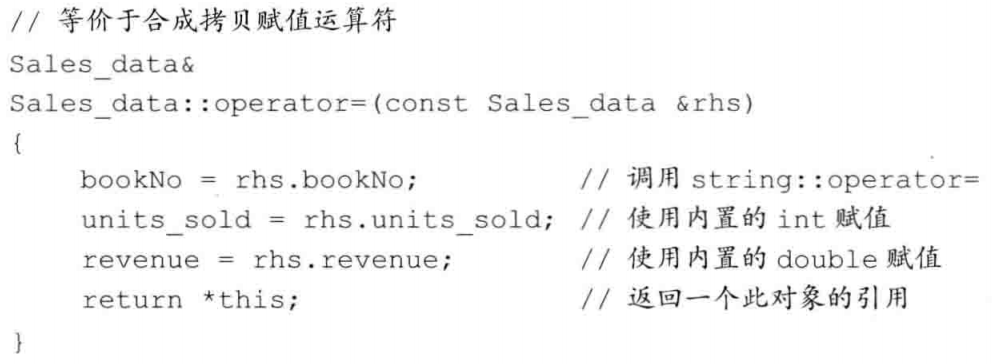 // 等价于合成拷贝赋值运算符
Sales_data&
Sales_data::operator=(const Sales_data &rhs)
{
    bookNo = rhs.bookNo;          // 调用 string::operator=
    units_sold = rhs.units_sold;  // 使用内置的 int 赋值
    revenue = rhs.revenue;        // 使用内置的 double 赋值
    return *this;                 // 返回一个此对象的引用
}